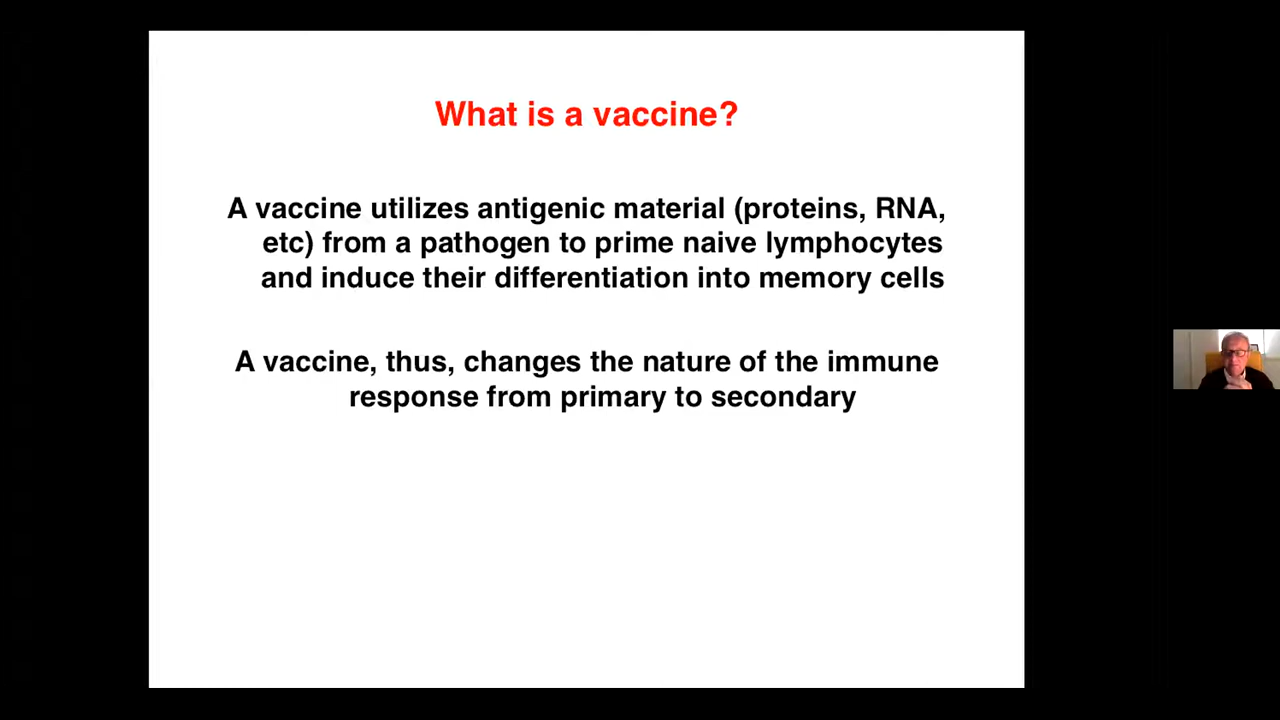 What is a vaccine?
A vaccine utilizes antigenic material (proteins, RNA,
etc) from a pathogen to prime naive lymphocytes
and induce their differentiation into memory cells
A vaccine, thus, changes the nature of the immune
response from primary to secondary